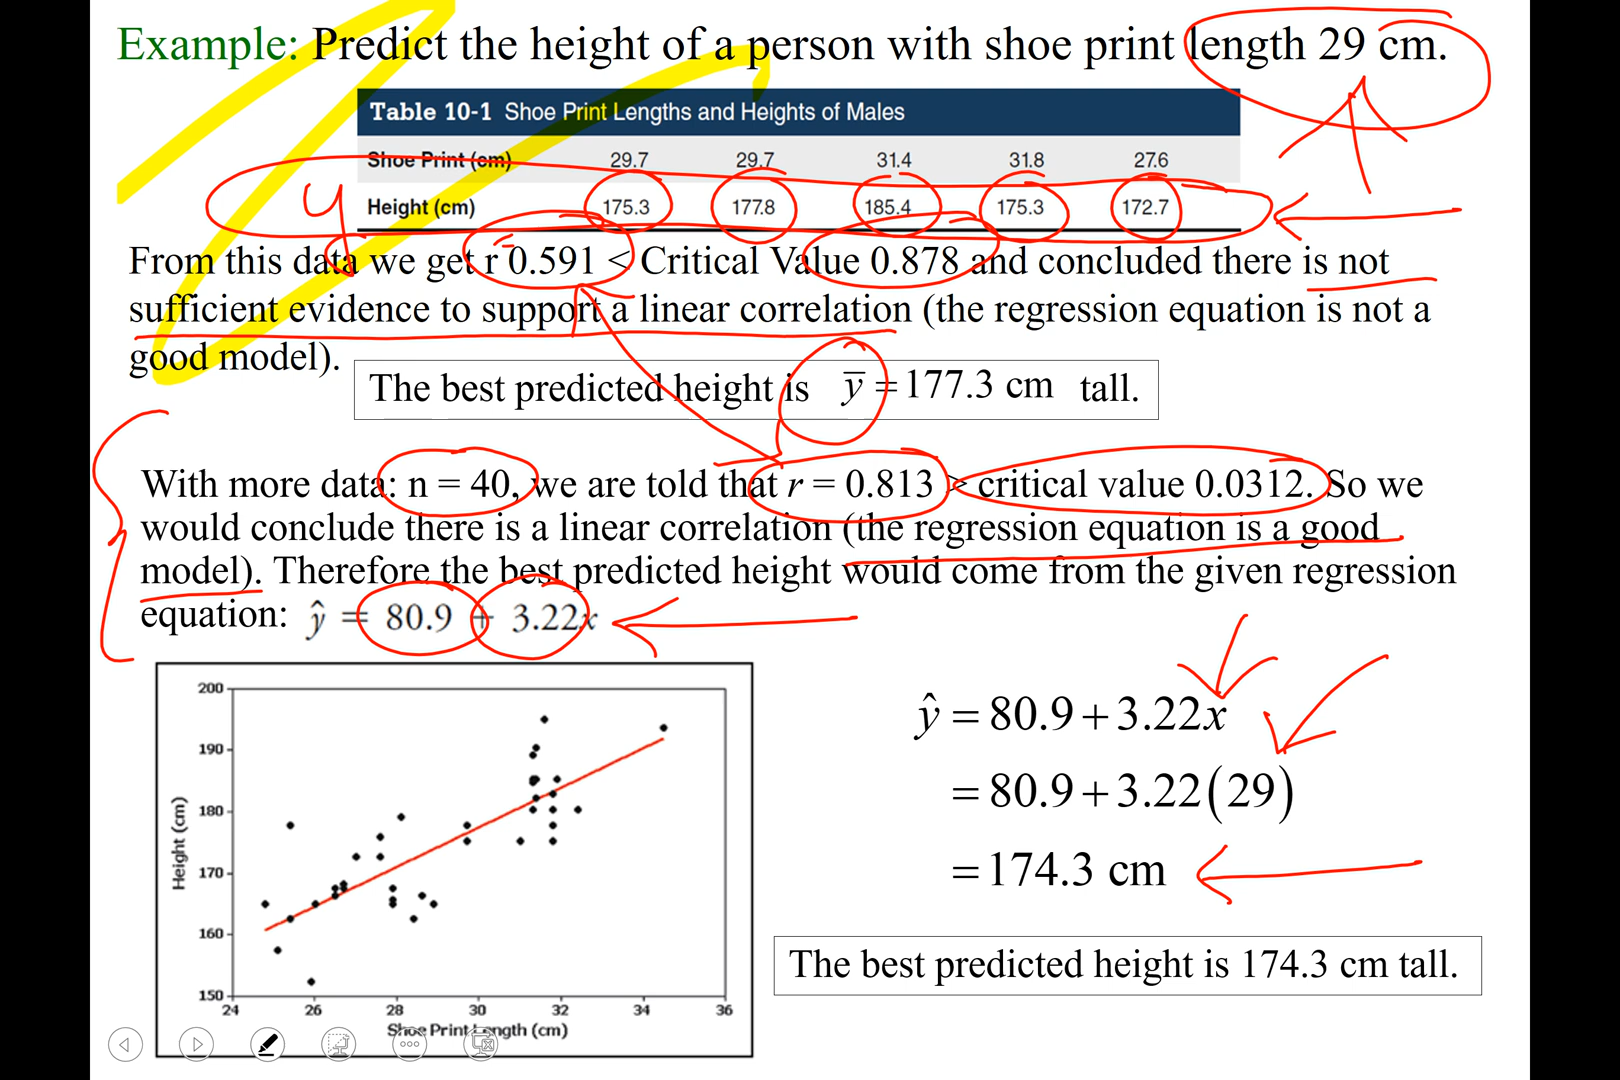 Example: Predict the height of a person with shoe print length 29 cm.
Table 10-1 Shoe Print Lengths and Heights of Males
Shoe Print (cm) 29.7 29.7 31.4 31.8 27.6
Height (cm) 175.3 177.8 185.4 175.3 172.7
y
From this data we get r = 0.591 < Critical Value 0.878 and concluded there is not
sufficient evidence to support a linear correlation (the regression equation is not a
good model).
The best predicted height is y̅ = 177.3 cm tall.
With more data: n = 40, we are told that r = 0.813 > critical value 0.0312. So we
would conclude there is a linear correlation (the regression equation is a good
model). Therefore the best predicted height would come from the given regression
equation: ŷ = 80.9 + 3.22x
ŷ = 80.9 + 3.22x
= 80.9 + 3.22(29)
= 174.3 cm
The best predicted height is 174.3 cm tall.
200
190
180
170
160
150
Height (cm)
24 26 28 30 32 34 36
Shoe Print Length (cm)